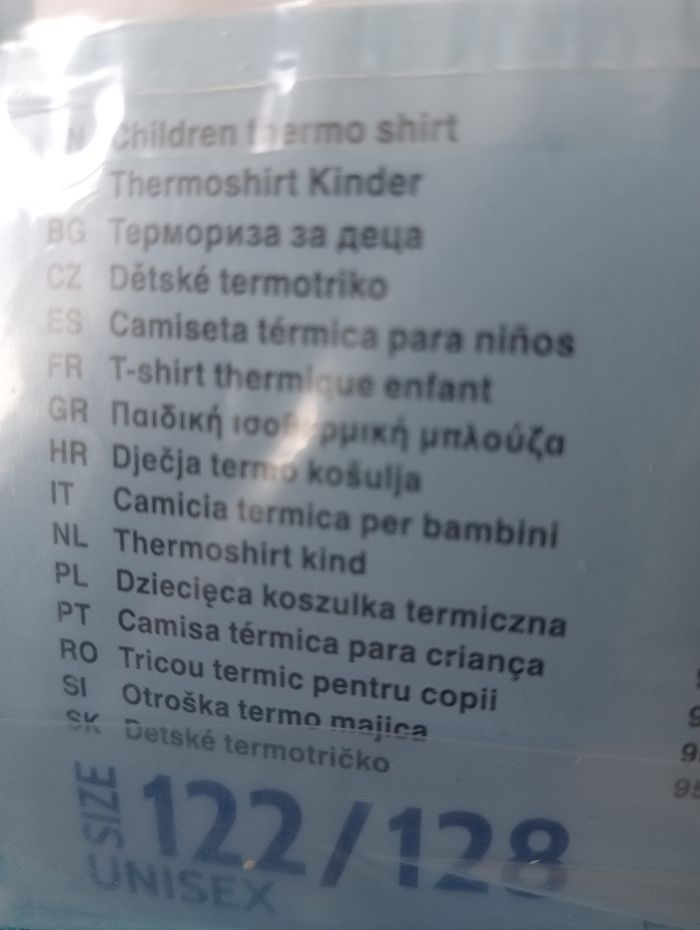 N Children thermo shirt
Thermoshirt Kinder
BG Термориза за деца
CZ Dětské termotriko
ES Camiseta térmica para niños
FR T-shirt thermique enfant
GR Παιδική ισοθερμική μπλούζα
HR Dječja termo košulja
IT Camicia termica per bambini
NL Thermoshirt kind
PL Dziecięca koszulka termiczna
PT Camisa térmica para criança
RO Tricou termic pentru copii
SI Otroška termo majica
SK Detské termotričko
SIZE 122/128
UNISEX